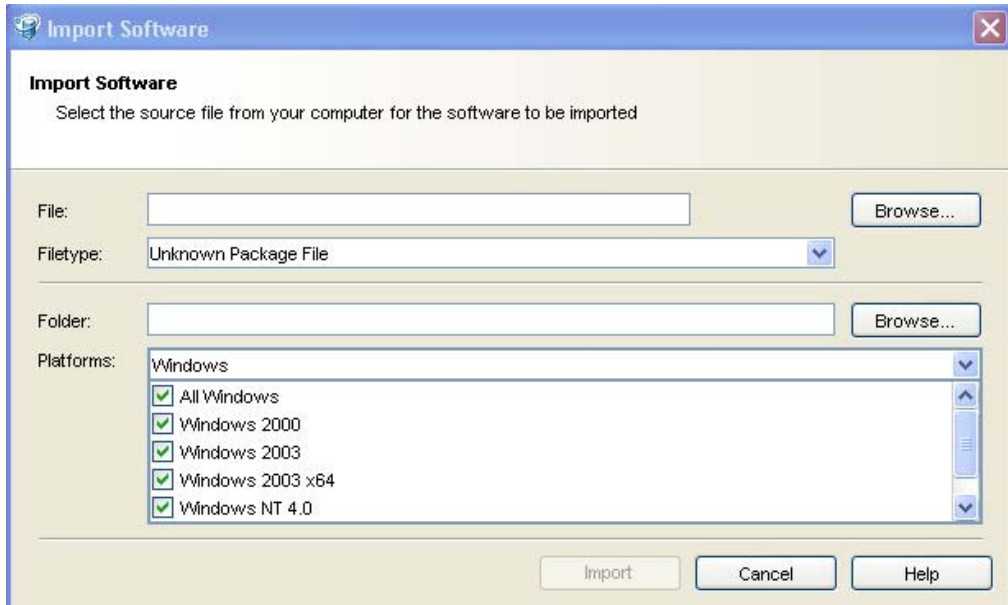 Import Software
Import Software
Select the source file from your computer for the software to be imported
File:
Browse...
Filetype:
Unknown Package File
Folder:
Browse...
Platforms:
Windows
All Windows
Windows 2000
Windows 2003
Windows 2003 x64
Windows NT 4.0
Import
Cancel
Help